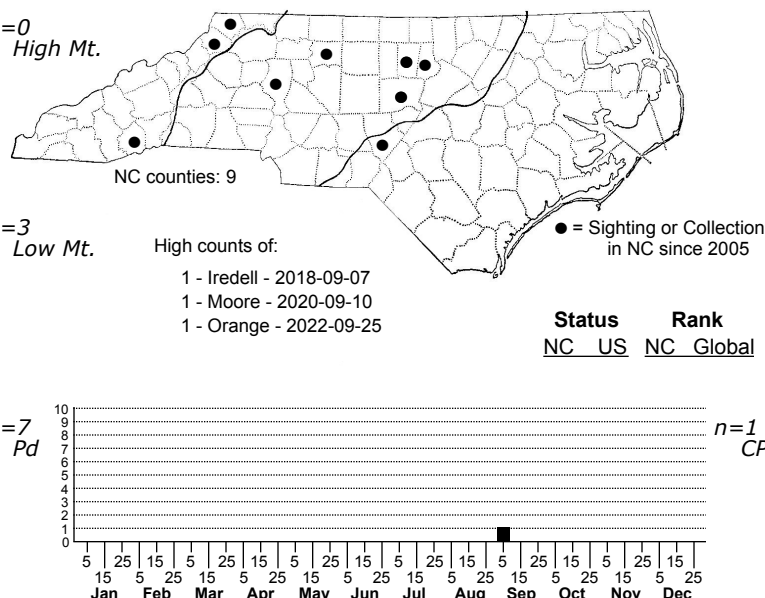 =0
High Mt.
NC counties: 9
=3
Low Mt.
High counts of:
1 - Iredell - 2018-09-07
1 - Moore - 2020-09-10
1 - Orange - 2022-09-25
● = Sighting or Collection
in NC since 2005
Status Rank
NC US NC Global
=7
Pd
n=1
CP
10
9
8
7
6
5
4
3
2
1
0
5 25 15 5 25 15 5 25 15 5 25 15 5 25 15 5 25 15
15 5 25 15 5 25 15 5 25 15 5 25 15 5 25 15 5 25
Jan Feb Mar Apr May Jun Jul Aug Sep Oct Nov Dec